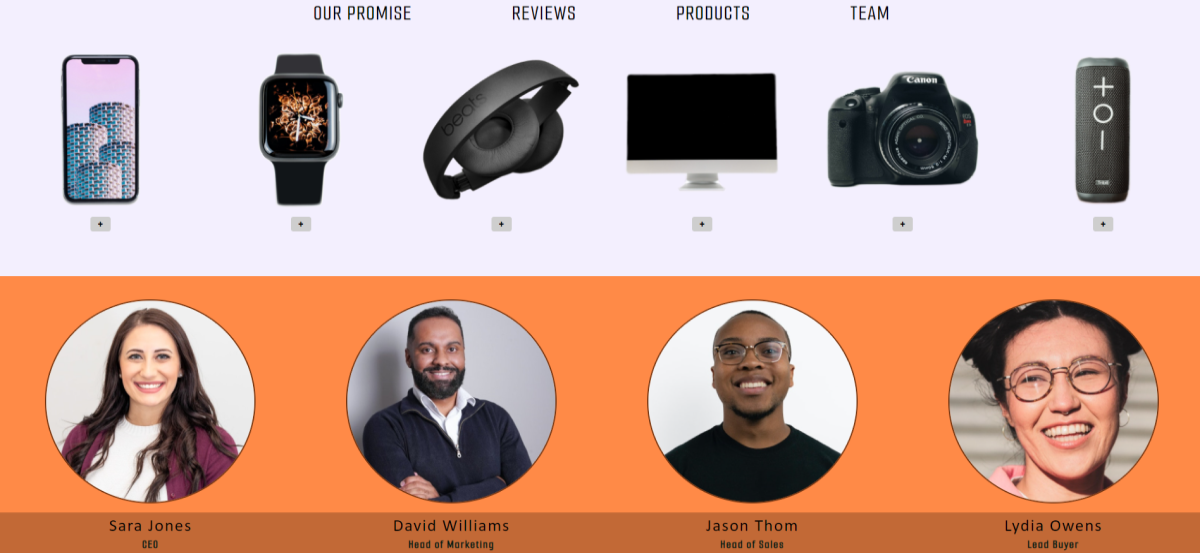 OUR PROMISE REVIEWS PRODUCTS TEAM
beats
Canon
+ + + + + +
Sara Jones David Williams Jason Thom Lydia Owens
CEO Head of Marketing Head of Sales Lead Buyer